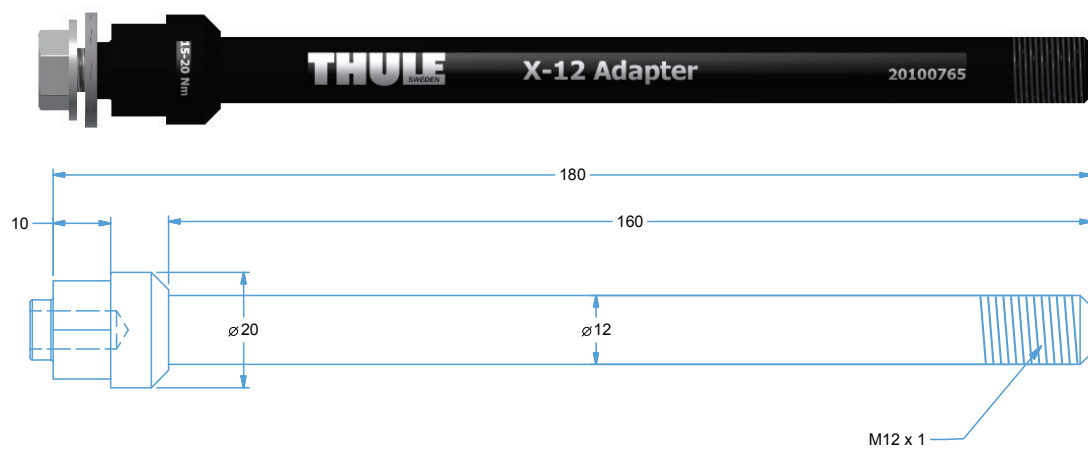 15-20 Nm
THULE
SWEDEN
X-12 Adapter
20100765
180
10
160
⌀20
⌀12
M12 x 1